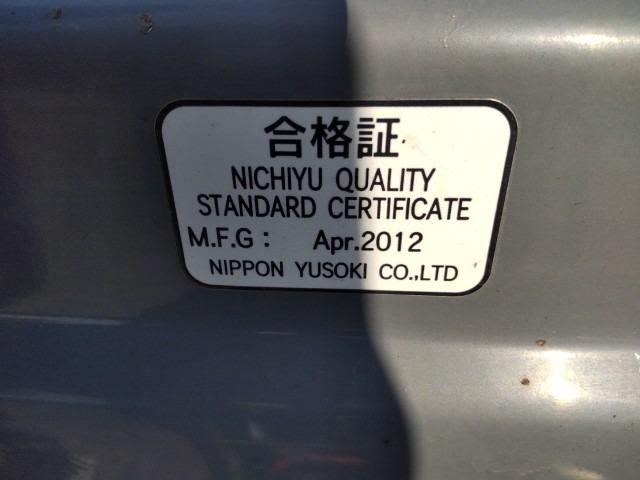 合格証
NICHIYU QUALITY
STANDARD CERTIFICATE
M.F.G : Apr.2012
NIPPON YUSOKI CO.,LTD